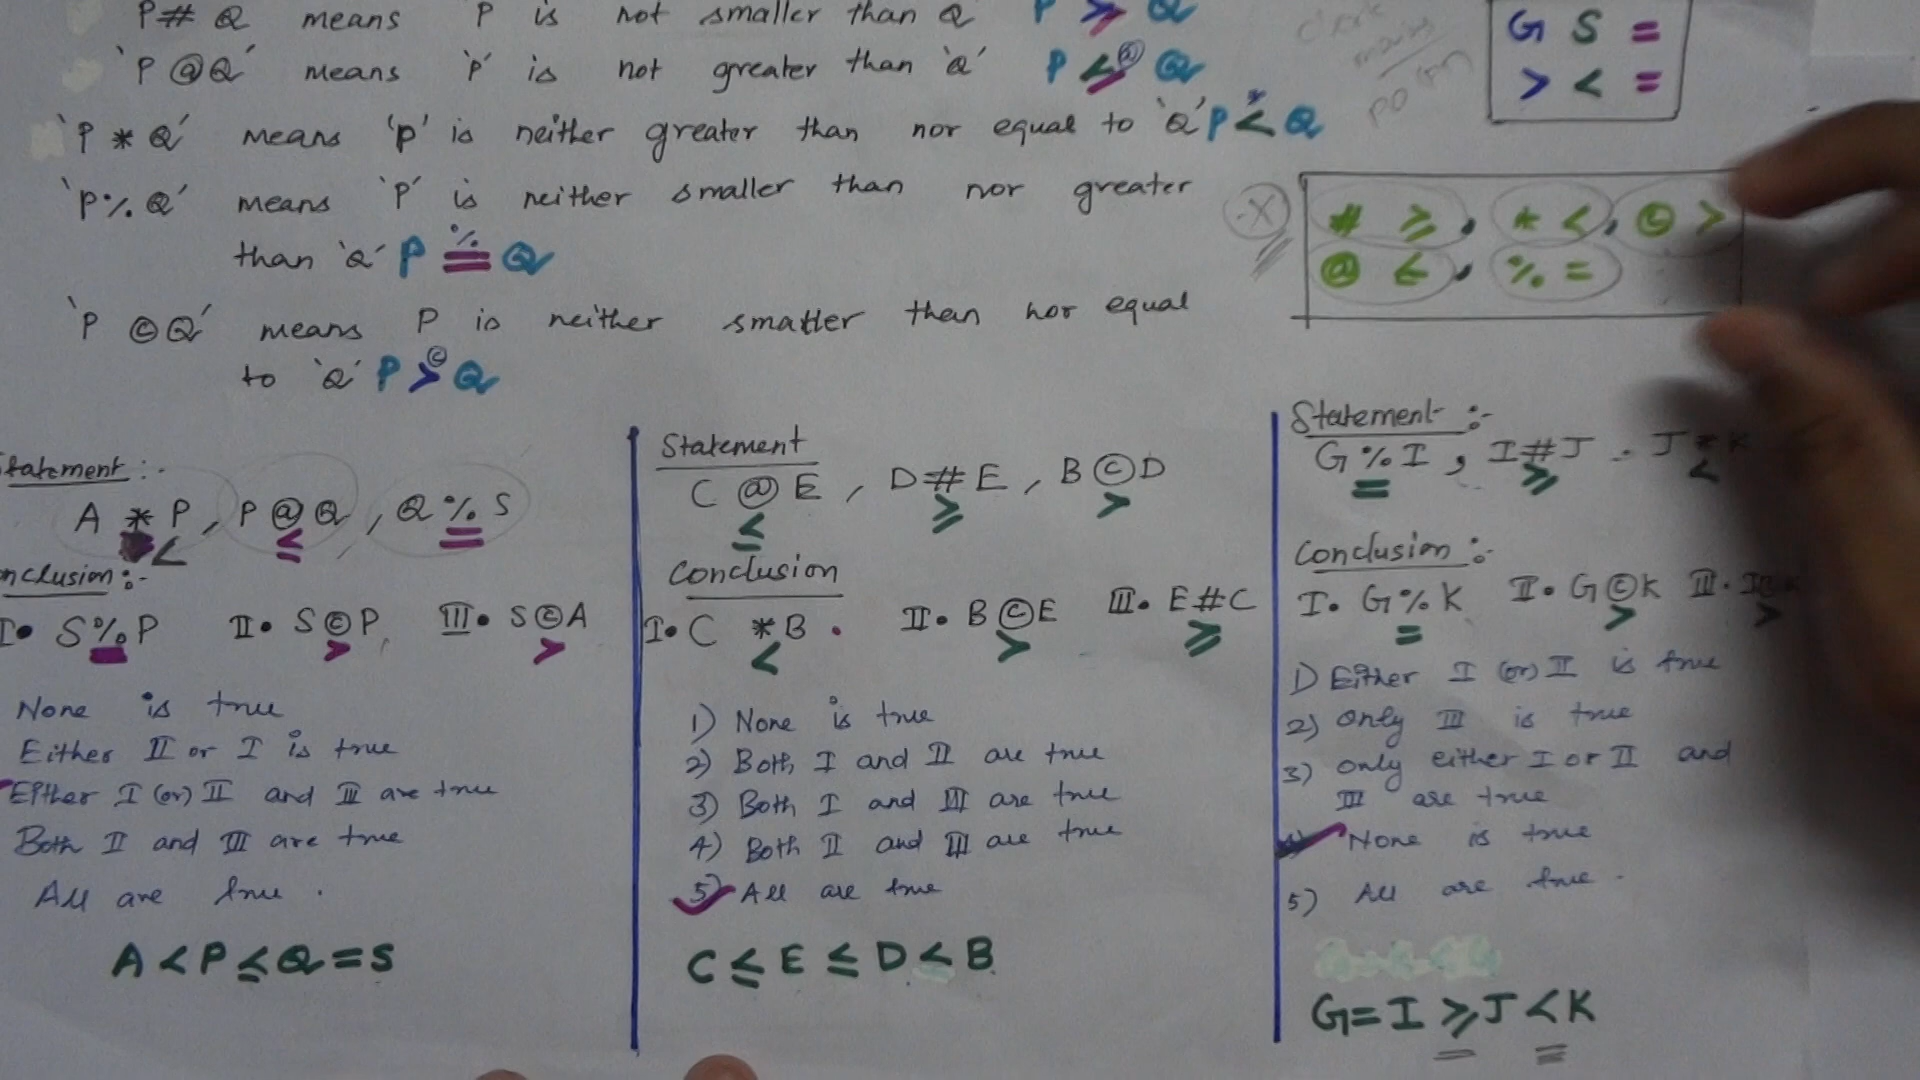 P# Q means P is not smaller than Q P ≥ Q
'P @Q' means 'P' is not greater than 'Q' P ≤ @ Q
'P * Q' means 'p' is neither greater than nor equal to 'Q' P < * Q
'P % Q' means 'P' is neither smaller than nor greater
than 'Q' P = % Q
'P © Q' means P is neither smaller than nor equal
to 'Q' P > © Q
G S =
> < =
# ≥, * <, © >
@ ≤, % =
tatement :-
A * P, P @ Q, Q % S
< ≤ =
nclusion :-
I• S % P II• S © P, III• S © A
= > >
None is true
Either II or I is true
Either I (or) II and III are true
Both II and III are true
All are true .
A < P ≤ Q = S
Statement
C @ E , D # E , B © D
≤ ≥ >
Conclusion
I• C * B . II• B © E III. E # C
< > ≥
1) None is true
2) Both I and II are true
3) Both I and III are true
4) Both II and III are true
5) All are true
C ≤ E ≤ D < B
Statement :-
G % I , I # J , J * K
= ≥ <
Conclusion :-
I• G % K II• G © K III.
= > >
1) Either I (or) II is true
2) Only III is true
3) only either I or II and
III are true
None is true
5) All are true .
G = I ≥ J < K